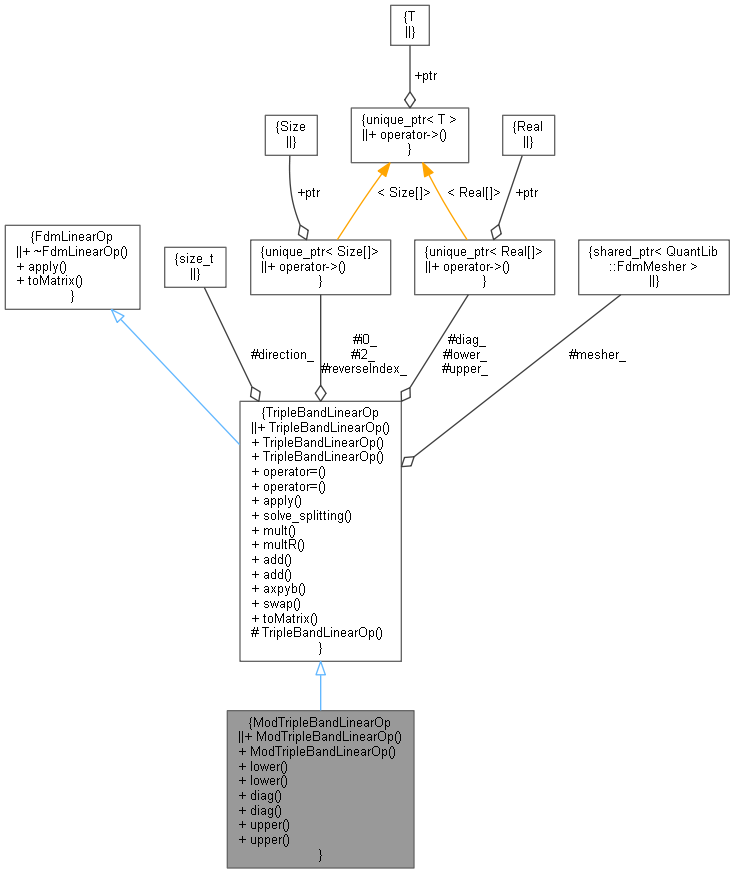 {T
||}
+ptr
{unique_ptr< T >
||+ operator->()
}
{Size
||}
{Real
||}
+ptr
< Size[]>
< Real[]>
+ptr
{FdmLinearOp
||+ ~FdmLinearOp()
+ apply()
+ toMatrix()
}
{size_t
||}
{unique_ptr< Size[]>
||+ operator->()
}
{unique_ptr< Real[]>
||+ operator->()
}
{shared_ptr< QuantLib
::FdmMesher >
||}
#direction_
#i0_
#i2_
#reverseIndex_
#diag_
#lower_
#upper_
#mesher_
{TripleBandLinearOp
||+ TripleBandLinearOp()
+ TripleBandLinearOp()
+ TripleBandLinearOp()
+ operator=()
+ operator=()
+ apply()
+ solve_splitting()
+ mult()
+ multR()
+ add()
+ add()
+ axpyb()
+ swap()
+ toMatrix()
# TripleBandLinearOp()
}
{ModTripleBandLinearOp
||+ ModTripleBandLinearOp()
+ ModTripleBandLinearOp()
+ lower()
+ lower()
+ diag()
+ diag()
+ upper()
+ upper()
}